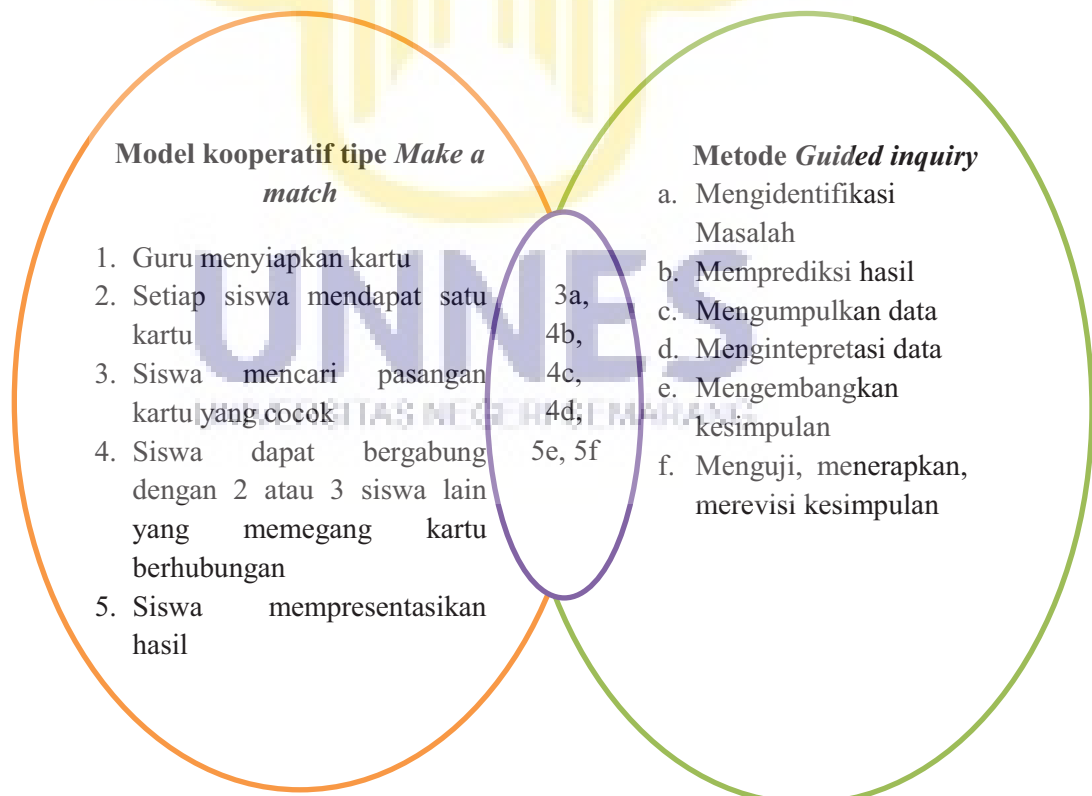 Model kooperatif tipe Make a
match
1. Guru menyiapkan kartu
2. Setiap siswa mendapat satu
kartu
3. Siswa mencari pasangan
kartu yang cocok
4. Siswa dapat bergabung
dengan 2 atau 3 siswa lain
yang memegang kartu
berhubungan
5. Siswa mempresentasikan
hasil
3a,
4b,
4c,
4d,
5e, 5f
Metode Guided inquiry
a. Mengidentifikasi
Masalah
b. Memprediksi hasil
c. Mengumpulkan data
d. Mengintepretasi data
e. Mengembangkan
kesimpulan
f. Menguji, menerapkan,
merevisi kesimpulan
UNNES
UNIVERSITAS NEGERI SEMARANG